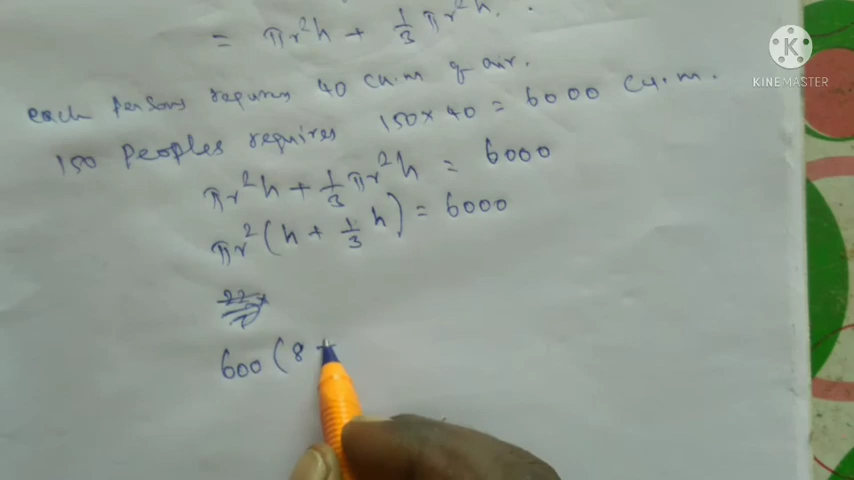 = πr²h + 1/3 πr²h.
each persons requires 40 cu.m of air.
150 peoples requires 150 × 40 = 6000 cu.m.
πr²h + 1/3 πr²h = 6000
πr²(h + 1/3 h) = 6000
600 (8 +
K
KINEMASTER